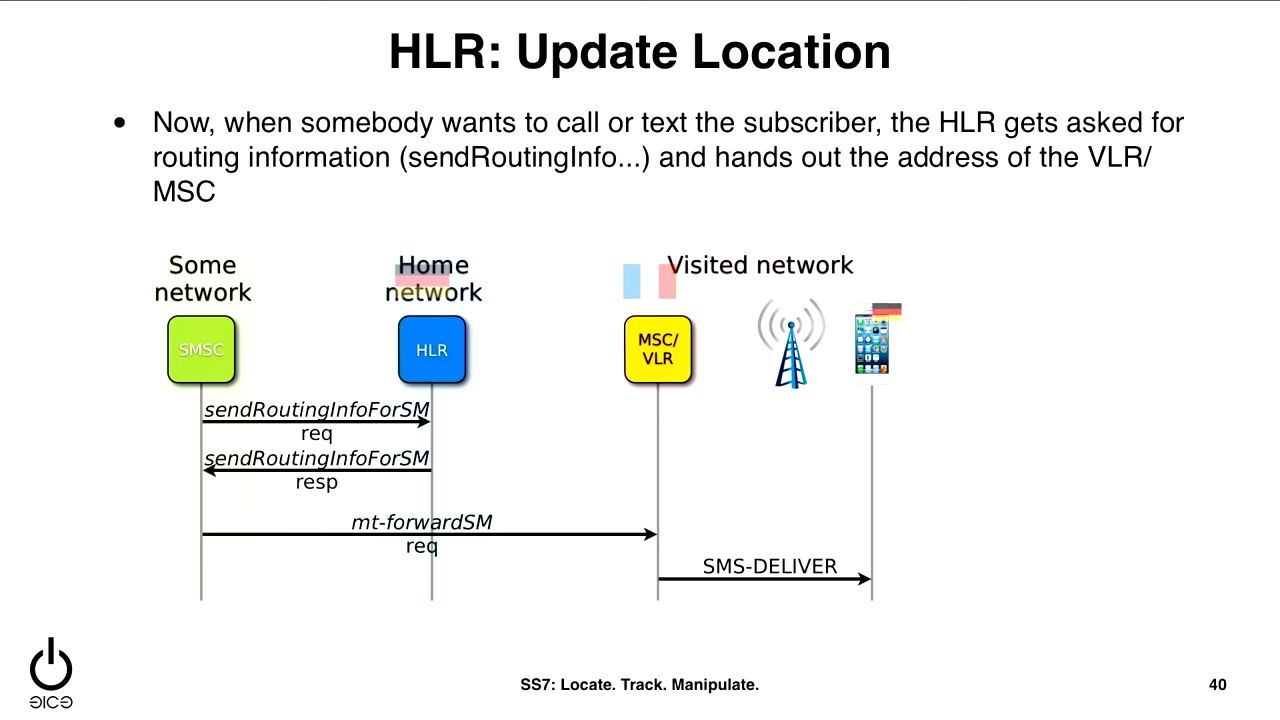 HLR: Update Location
• Now, when somebody wants to call or text the subscriber, the HLR gets asked for
routing information (sendRoutingInfo...) and hands out the address of the VLR/
MSC
Some
network
Home
network
Visited network
SMSC
HLR
MSC/
VLR
sendRoutingInfoForSM
req
sendRoutingInfoForSM
resp
mt-forwardSM
req
SMS-DELIVER
SS7: Locate. Track. Manipulate.
40